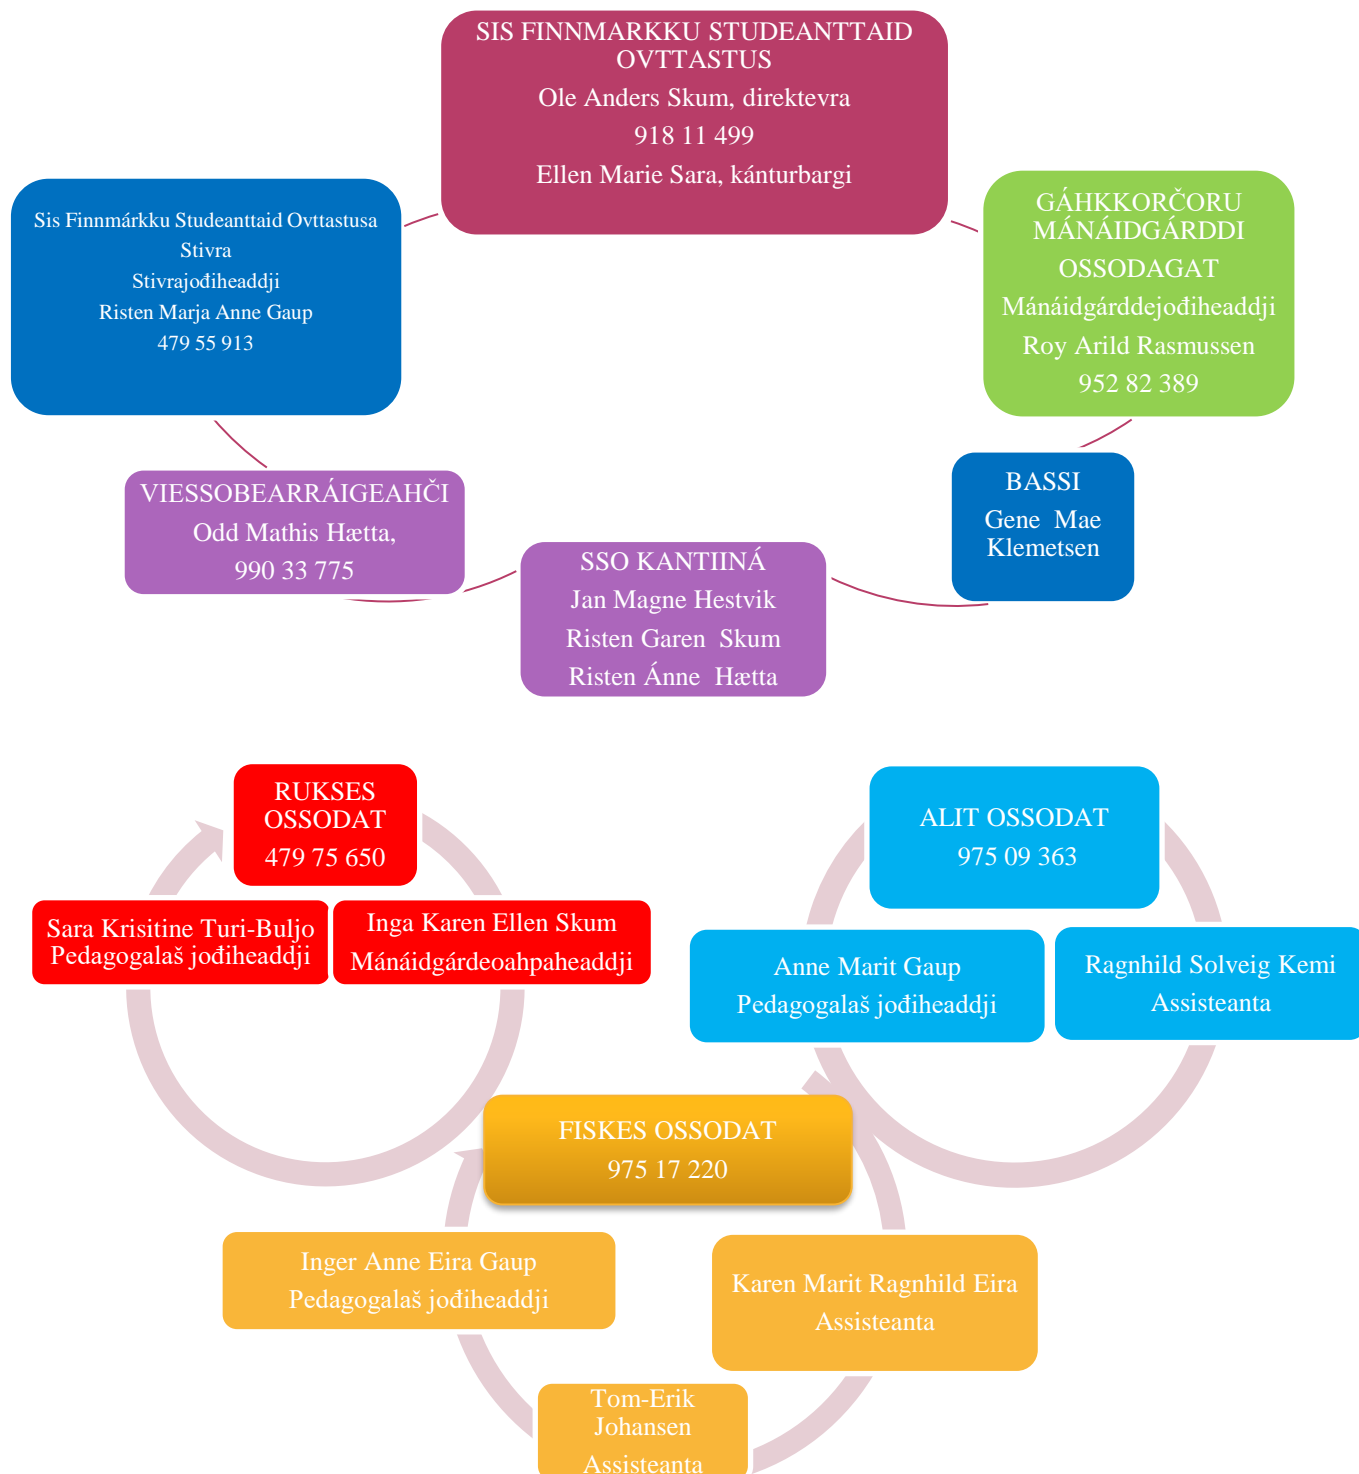 SIS FINNMARKKU STUDEANTTAID
OVTTASTUS
Ole Anders Skum, direktevra
918 11 499
Ellen Marie Sara, kánturbargi
Sis Finnmárkku Studeanttaid Ovttastusa
Stivra
Stivrajođiheaddji
Risten Marja Anne Gaup
479 55 913
GÁHKKORČORU
MÁNÁIDGÁRDDI
OSSODAGAT
Mánáidgárddejođiheaddji
Roy Arild Rasmussen
952 82 389
VIESSOBEARRÁIGEAHČI
Odd Mathis Hætta,
990 33 775
BASSI
Gene Mae
Klemetsen
SSO KANTIINÁ
Jan Magne Hestvik
Risten Garen Skum
Risten Ánne Hætta
RUKSES
OSSODAT
479 75 650
Sara Krisitine Turi-Buljo
Pedagogalaš jođiheaddji
Inga Karen Ellen Skum
Mánáidgárdeoahpaheaddji
ALIT OSSODAT
975 09 363
Anne Marit Gaup
Pedagogalaš jođiheaddji
Ragnhild Solveig Kemi
Assisteanta
FISKES OSSODAT
975 17 220
Inger Anne Eira Gaup
Pedagogalaš jođiheaddji
Karen Marit Ragnhild Eira
Assisteanta
Tom-Erik
Johansen
Assisteanta